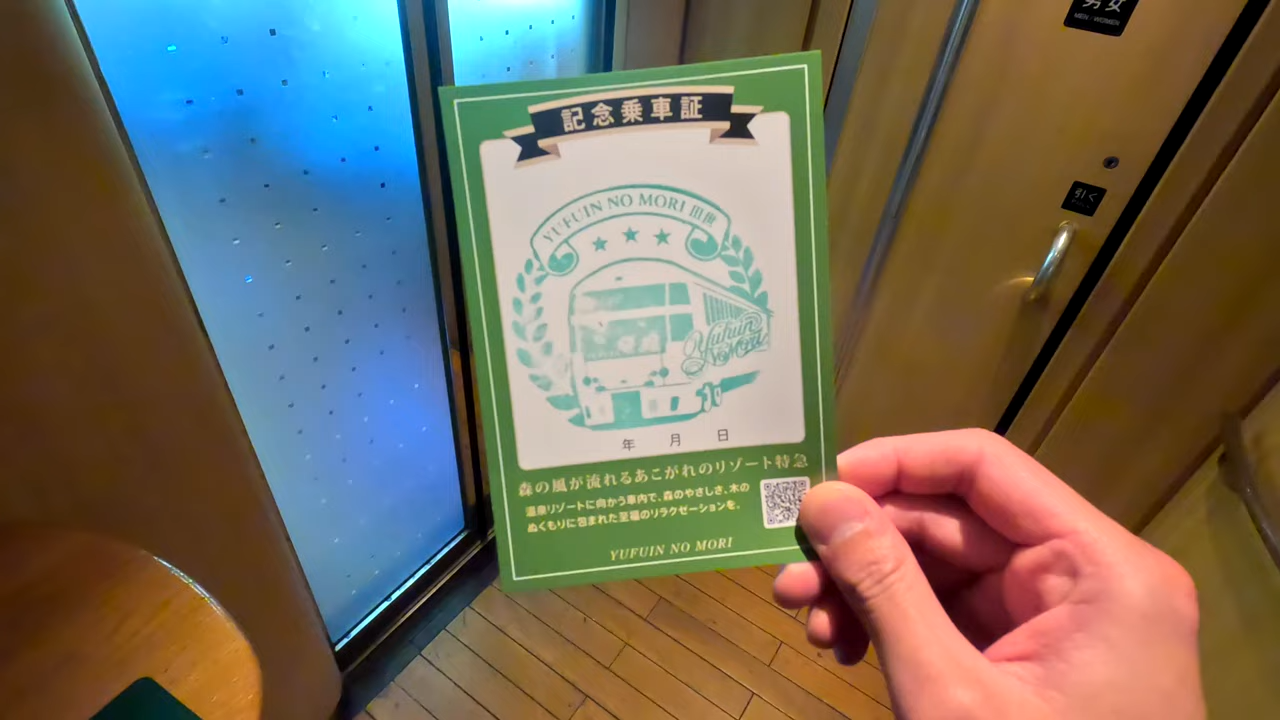 男女
MEN / WOMEN
引く
記念乗車証
YUFUIN NO MORI III世
Yufuin
NO MORI
年 月 日
森の風が流れるあこがれのリゾート特急
温泉リゾートに向かう車内で、森のやさしさ、木の
ぬくもりに包まれた至福のリラクゼーションを。
YUFUIN NO MORI